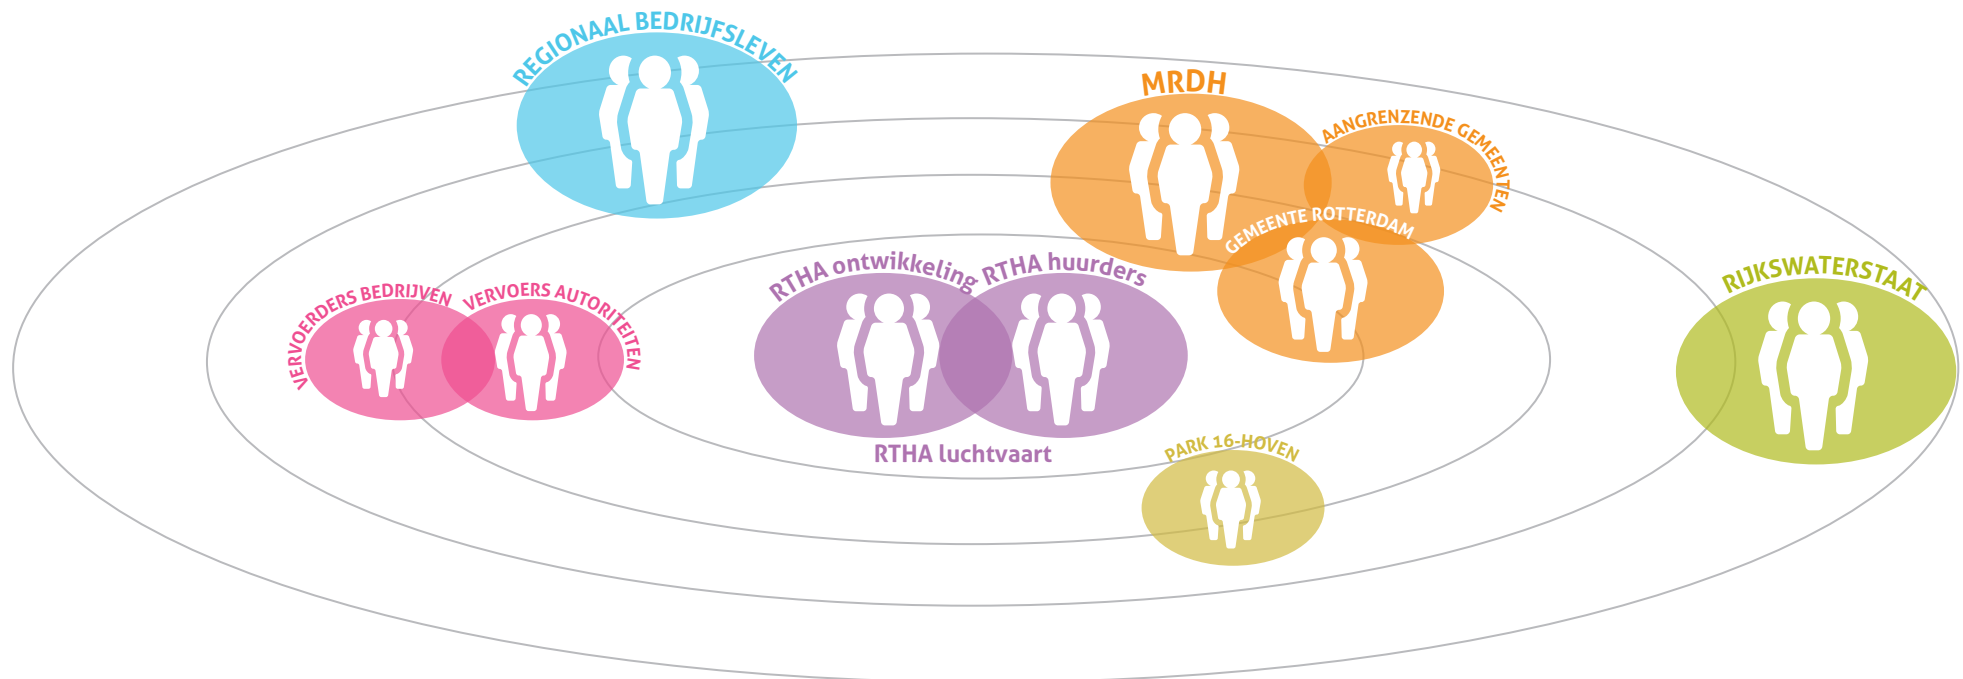 REGIONAAL BEDRIJFSLEVEN
MRDH
AANGRENZENDE GEMEENTEN
GEMEENTE ROTTERDAM
RTHA ontwikkeling
RTHA huurders
RIJKSWATERSTAAT
VERVOERDERS BEDRIJVEN
VERVOERS AUTORITEITEN
RTHA luchtvaart
PARK 16-HOVEN